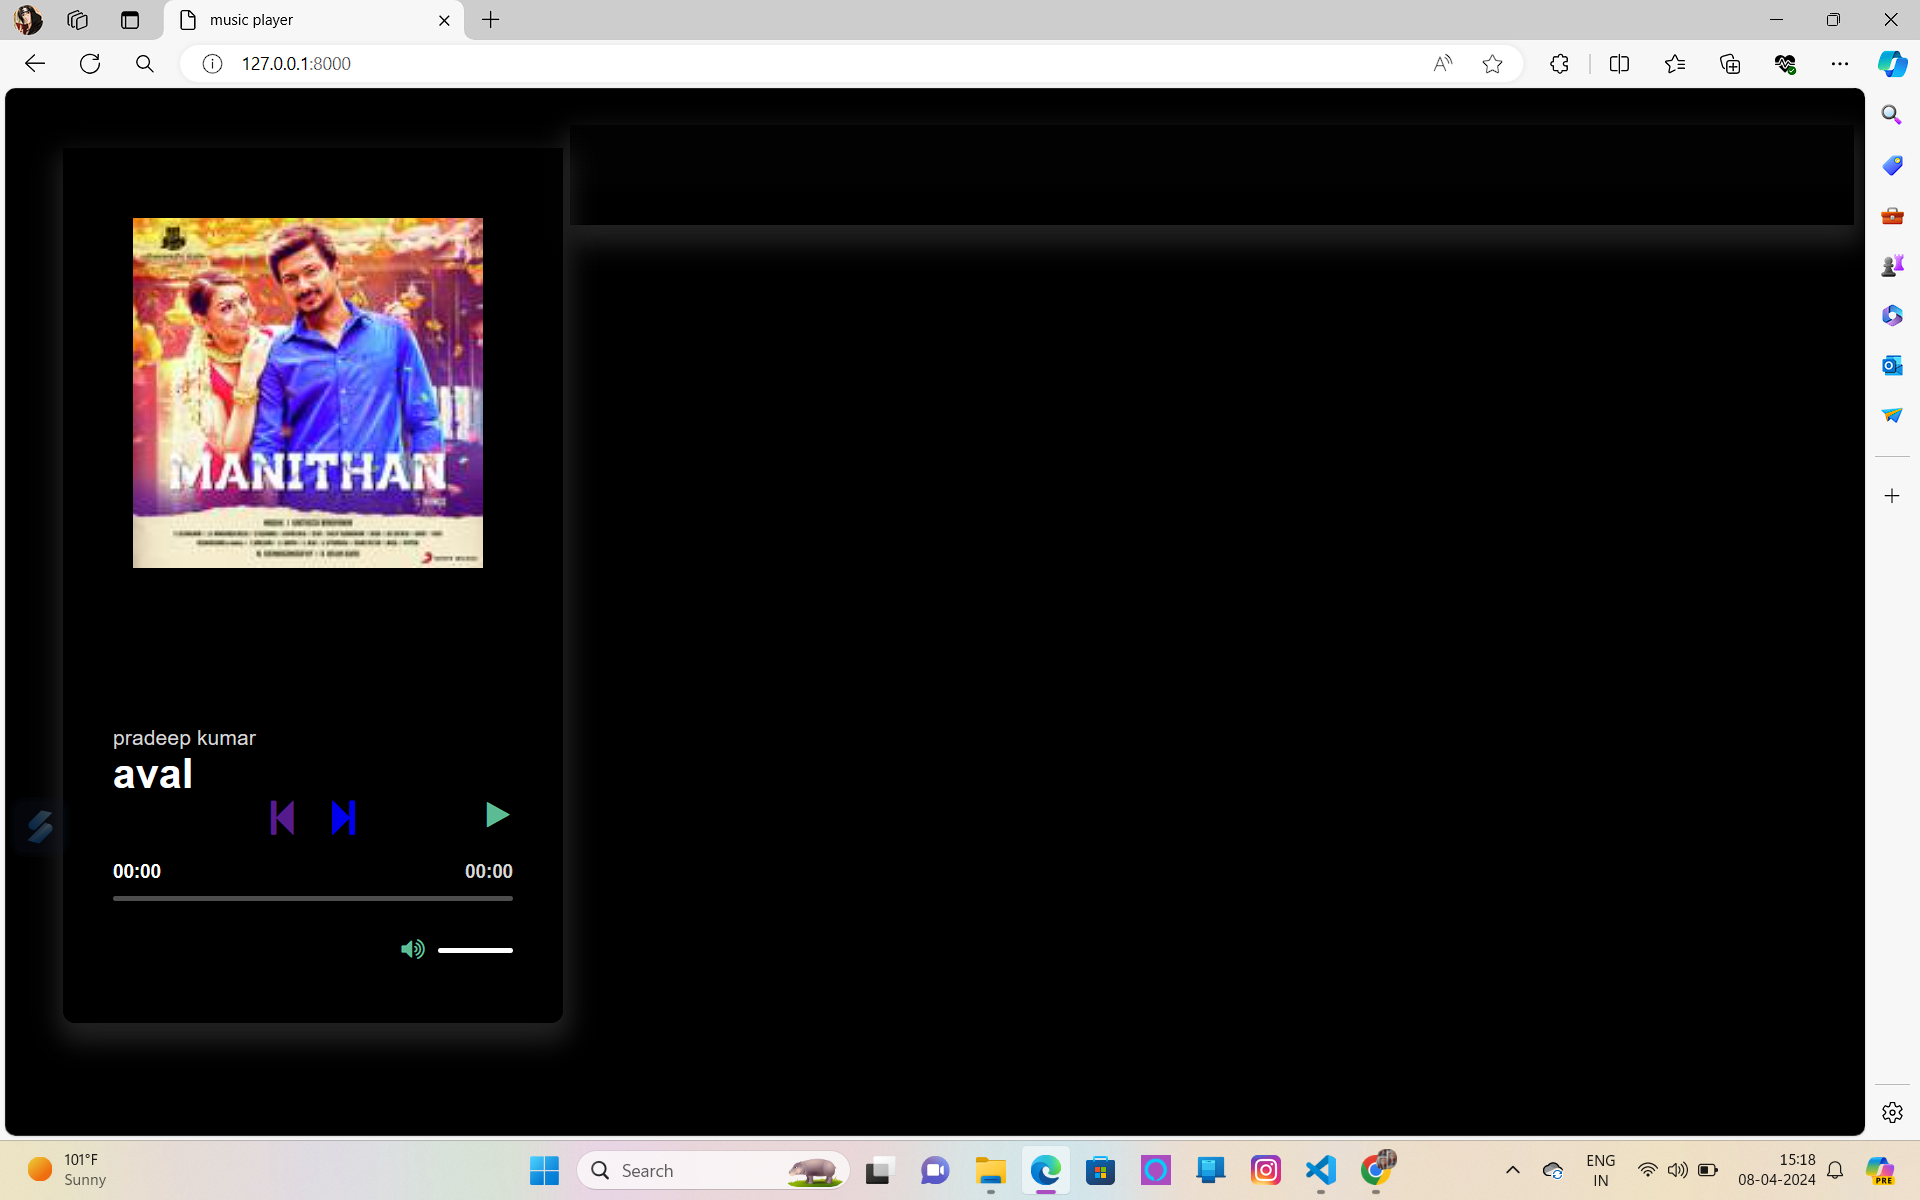 music player
127.0.0.1:8000
MANITHAN
pradeep kumar
aval
00:00
00:00
101°F
Sunny
Search
ENG
IN
15:18
08-04-2024
PRE